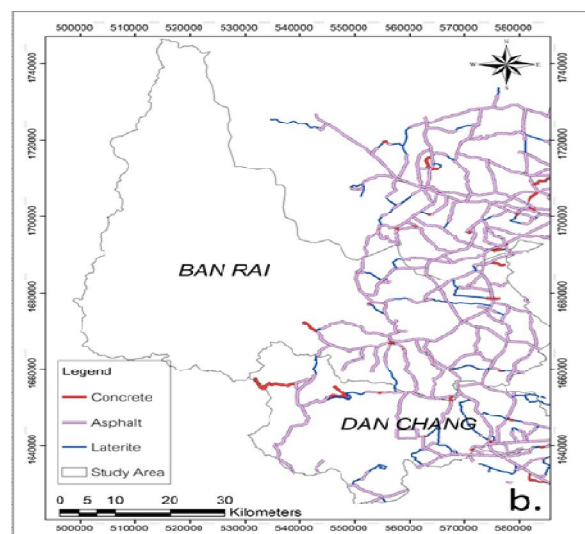 500000 510000 520000 530000 540000 550000 560000 570000 580000
N
W E
S
1740000 1740000
1720000 1720000
1700000 1700000
BAN RAI
1680000 1680000
1660000 1660000
Legend
Concrete
Asphalt
Laterite
Study Area
DAN CHANG
1640000 1640000
0 5 10 20 30
Kilometers
b.
500000 510000 520000 530000 540000 550000 560000 570000 580000